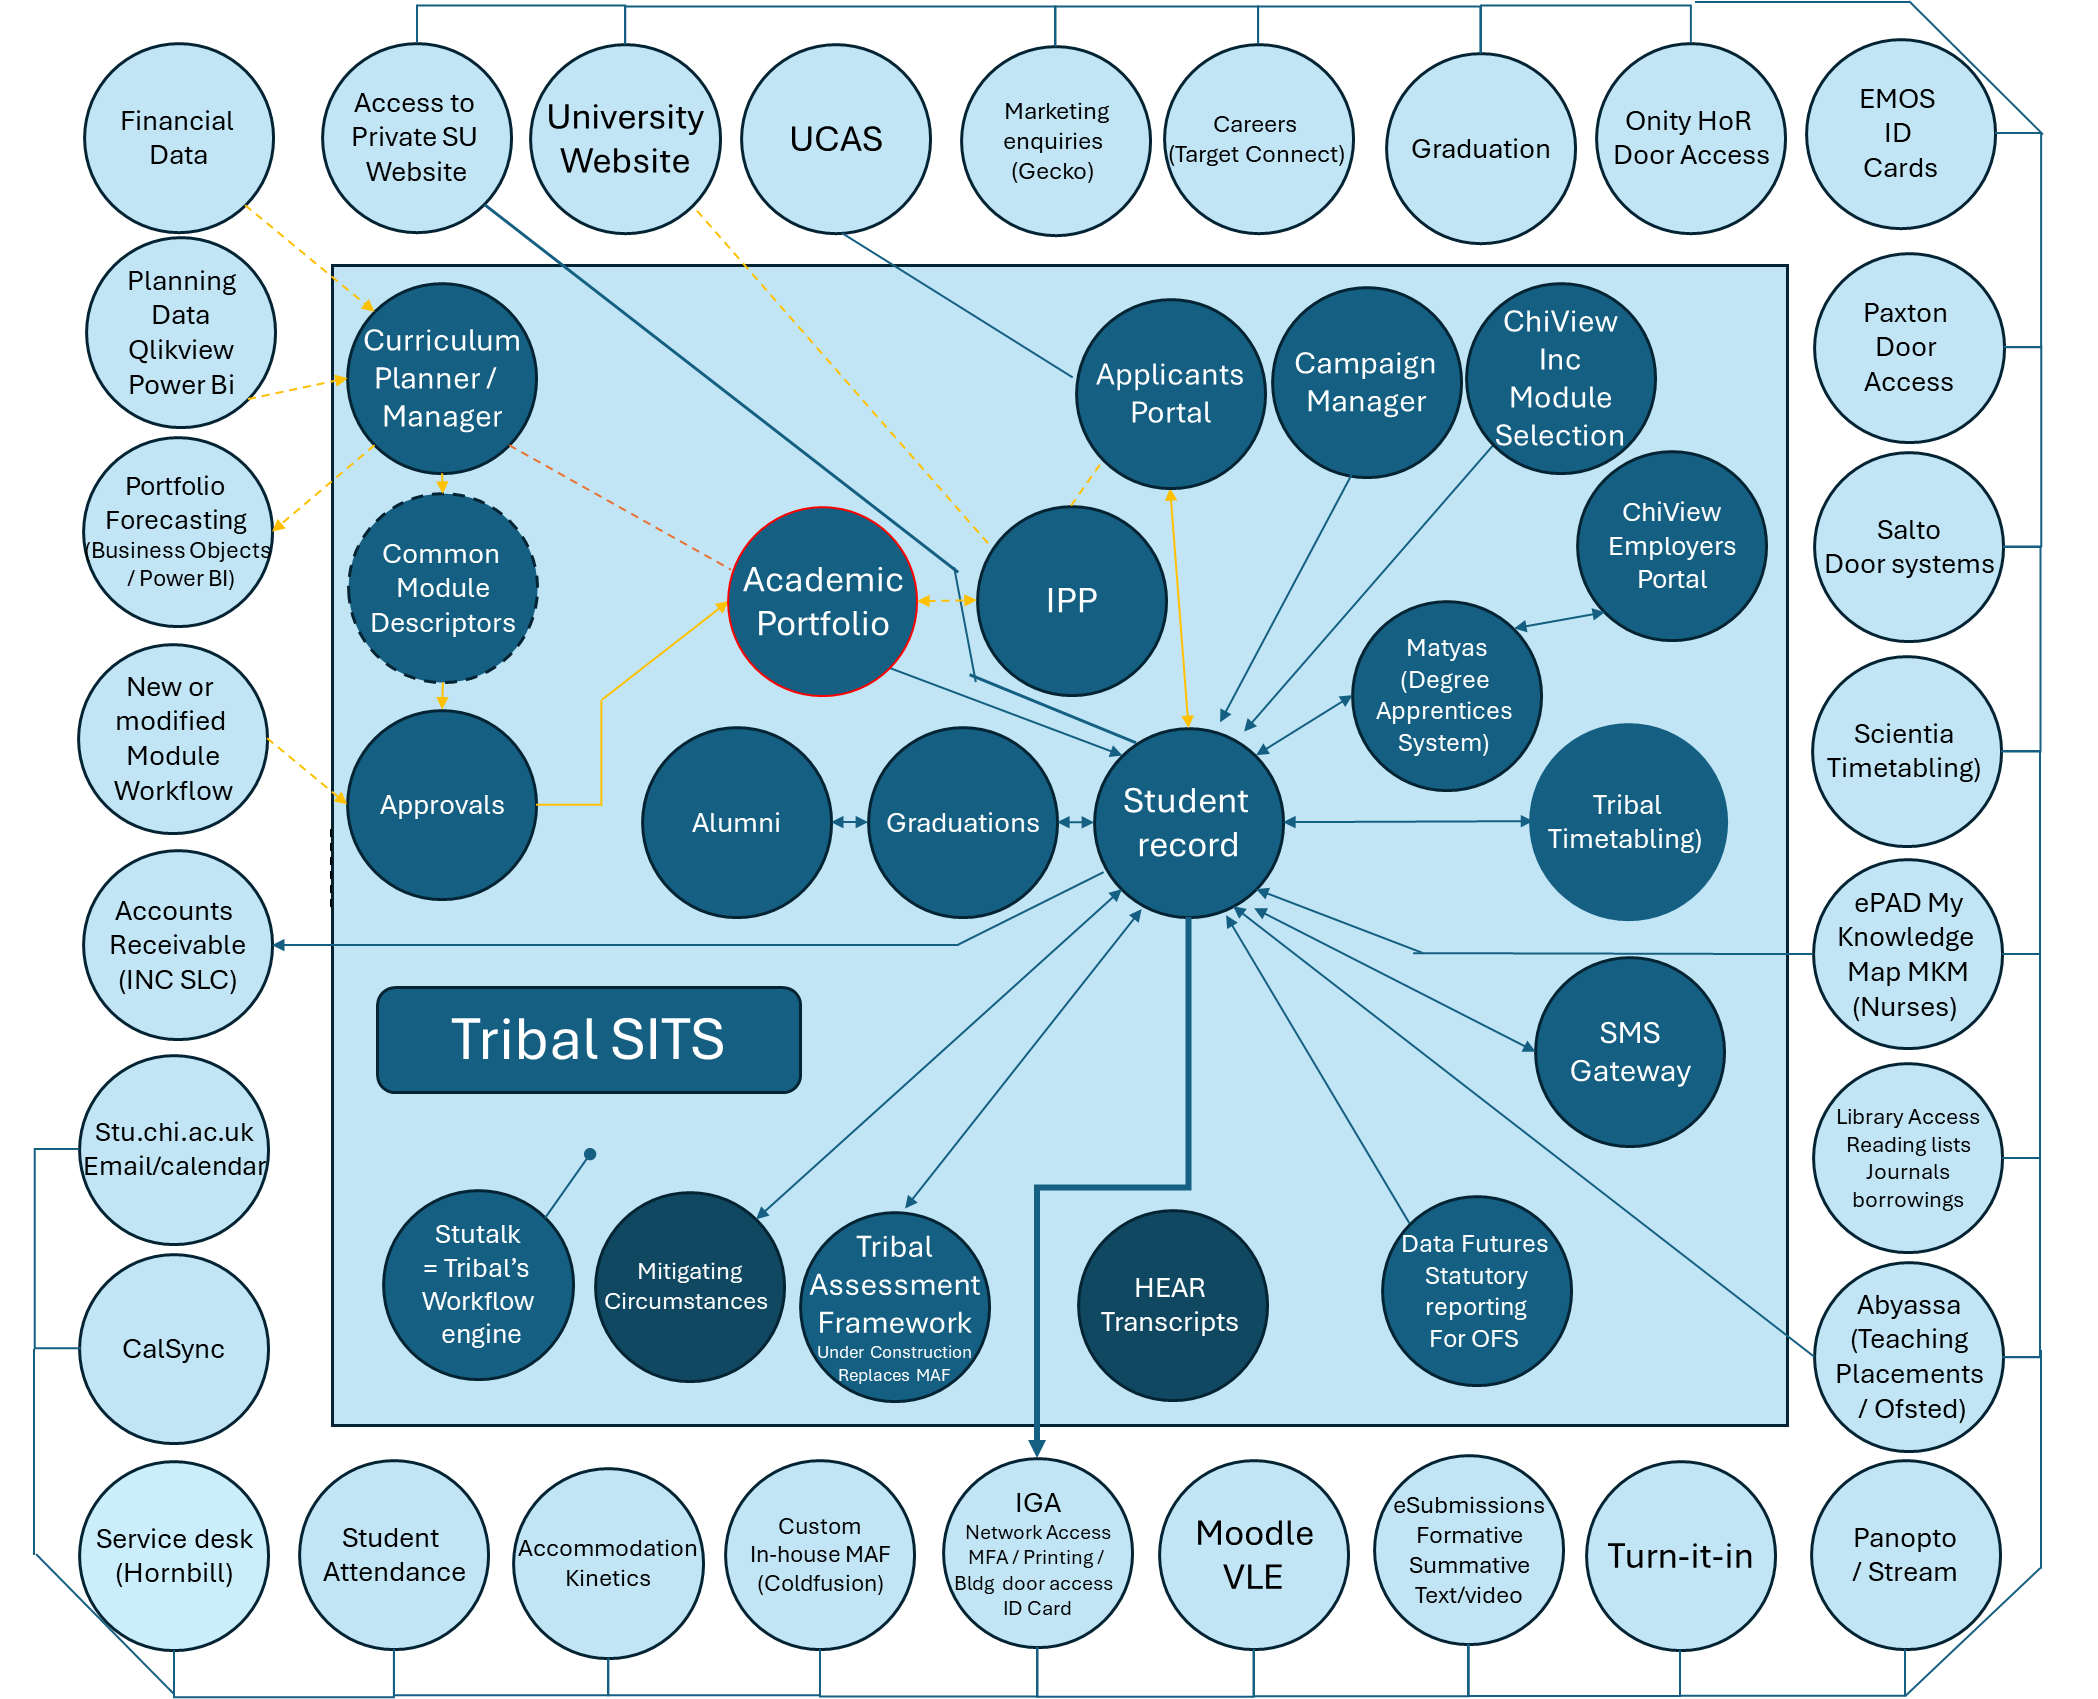 Financial
Data
Access to
Private SU
Website
University
Website
UCAS
Marketing
enquiries
(Gecko)
Careers
(Target Connect)
Graduation
Onity HoR
Door Access
EMOS
ID
Cards
Planning
Data
Qlikview
Power Bi
Portfolio
Forecasting
(Business Objects
/ Power BI)
New or
modified
Module
Workflow
Accounts
Receivable
(INC SLC)
Stu.chi.ac.uk
Email/calendar
CalSync
Service desk
(Hornbill)
Curriculum
Planner /
Manager
Common
Module
Descriptors
Approvals
Academic
Portfolio
IPP
Applicants
Portal
Campaign
Manager
ChiView
Inc
Module
Selection
ChiView
Employers
Portal
Matyas
(Degree
Apprentices
System)
Alumni
Graduations
Student
record
Tribal
Timetabling)
Tribal SITS
SMS
Gateway
Stutalk
= Tribal’s
Workflow
engine
Mitigating
Circumstances
Tribal
Assessment
Framework
Under Construction
Replaces MAF
HEAR
Transcripts
Data Futures
Statutory
reporting
For OFS
Paxton
Door
Access
Salto
Door systems
Scientia
Timetabling)
ePAD My
Knowledge
Map MKM
(Nurses)
Library Access
Reading lists
Journals
borrowings
Abyassa
(Teaching
Placements
/ Ofsted)
Student
Attendance
Accommodation
Kinetics
Custom
In-house MAF
(Coldfusion)
IGA
Network Access
MFA / Printing /
Bldg door access
ID Card
Moodle
VLE
eSubmissions
Formative
Summative
Text/video
Turn-it-in
Panopto
/ Stream